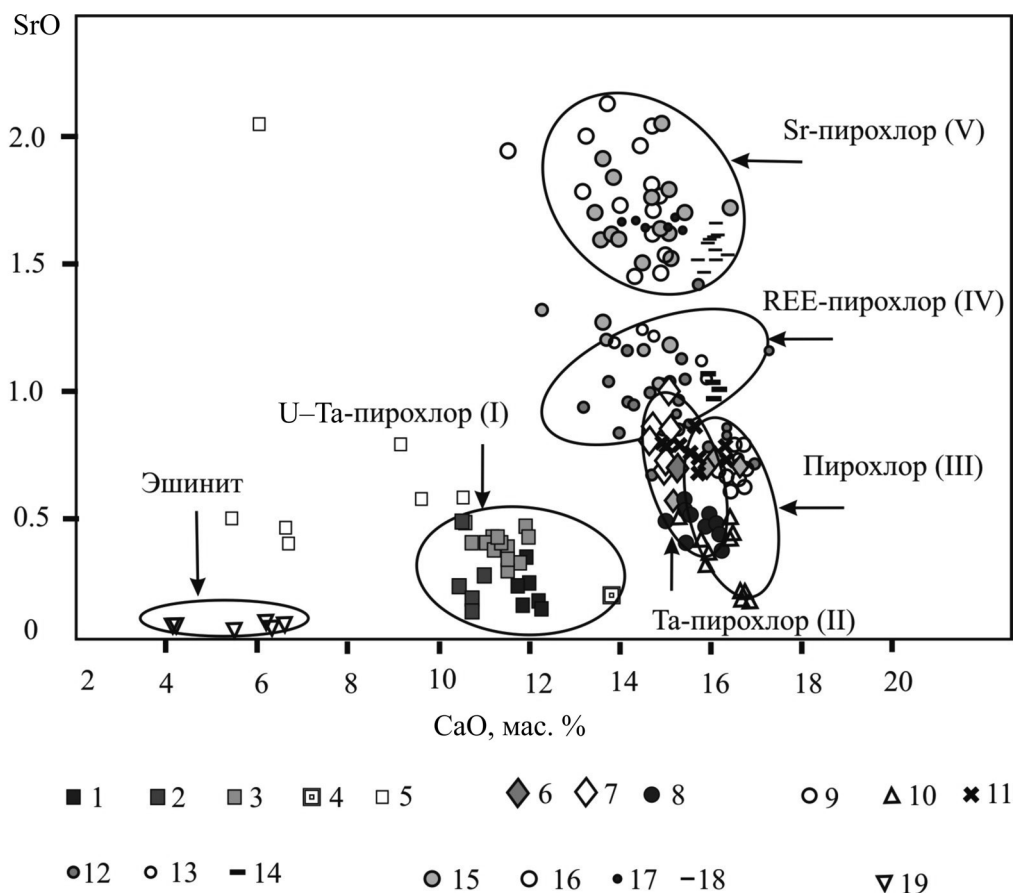 SrO
2.0
Sr-пирохлор (V)
1.5
REE-пирохлор (IV)
1.0
U–Ta-пирохлор (I)
Эшинит
Пирохлор (III)
0.5
Ta-пирохлор (II)
0
2 4 6 8 10 12 14 16 20
CaO, мас. %
1 2 3 4 5 6 7 8 9 10 11
12 13 14 15 16 17 18 19